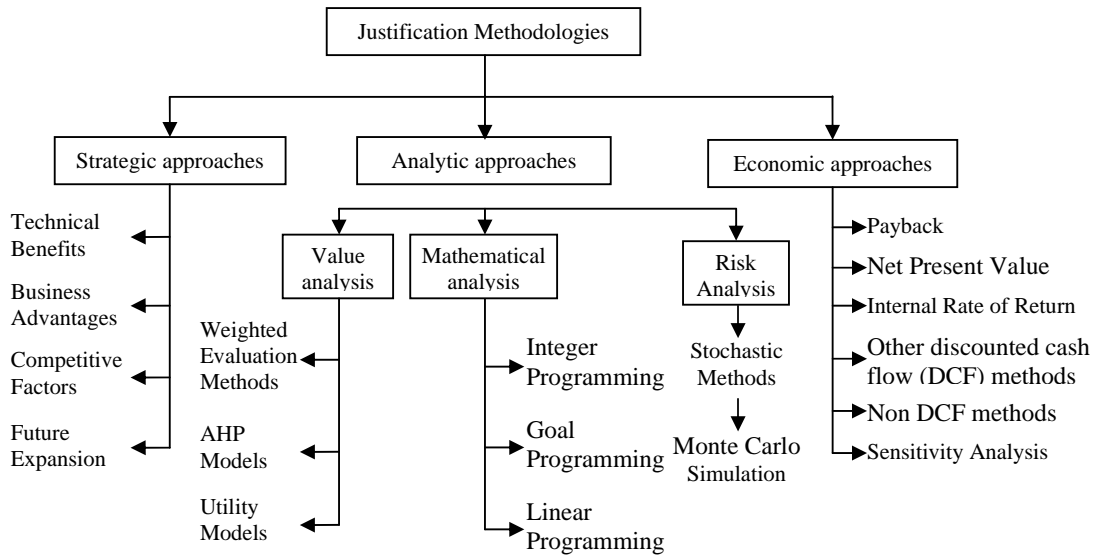 Justification Methodologies
Strategic approaches
Analytic approaches
Economic approaches
Technical
Benefits
Business
Advantages
Competitive
Factors
Future
Expansion
Value
analysis
Weighted
Evaluation
Methods
AHP
Models
Utility
Models
Mathematical
analysis
Integer
Programming
Goal
Programming
Linear
Programming
Risk
Analysis
Stochastic
Methods
Monte Carlo
Simulation
Payback
Net Present Value
Internal Rate of Return
Other discounted cash
flow (DCF) methods
Non DCF methods
Sensitivity Analysis